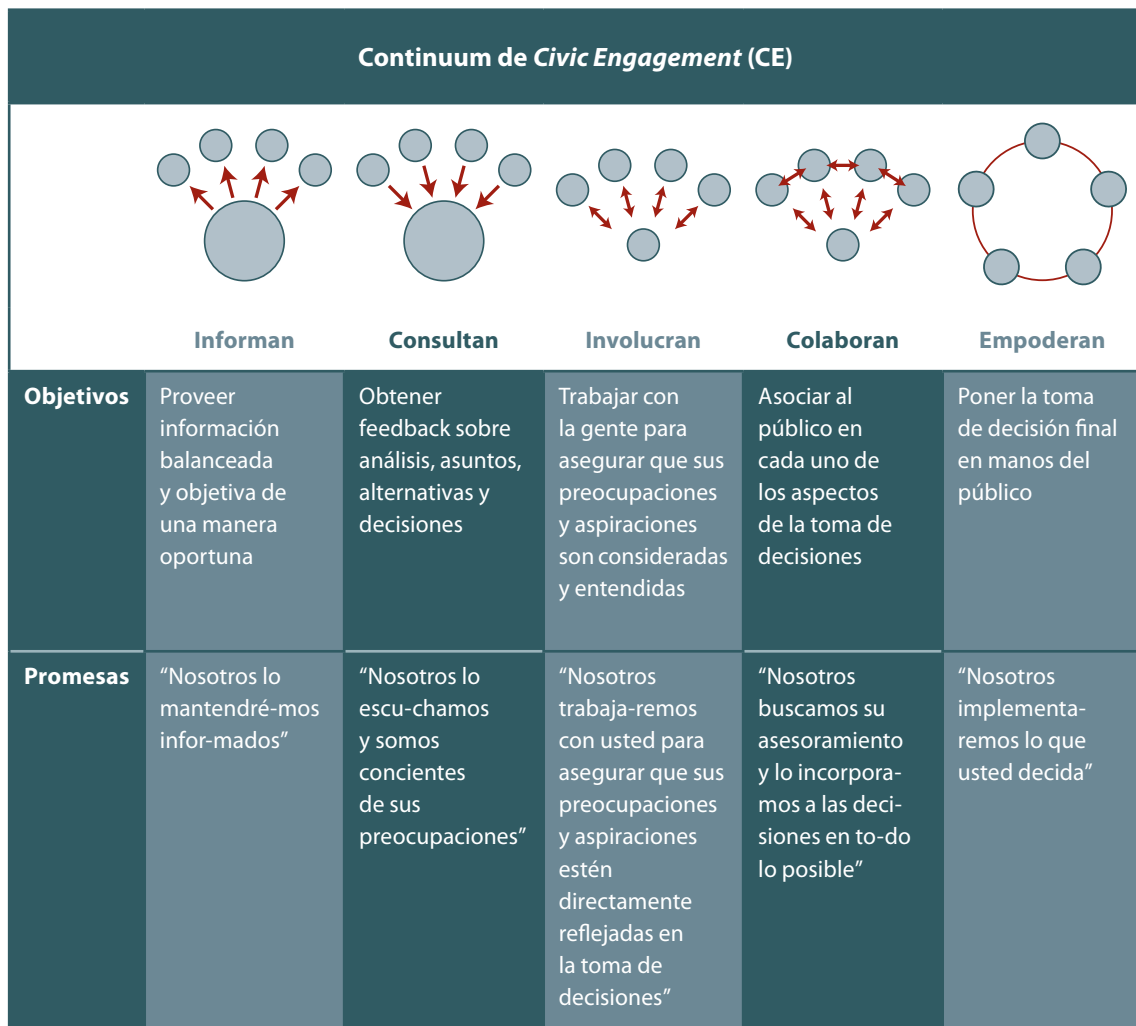 Continuum de Civic Engagement (CE)
Informan
Consultan
Involucran
Colaboran
Empoderan
Objetivos
Proveer
información
balanceada
y objetiva de
una manera
oportuna
Obtener
feedback sobre
análisis, asuntos,
alternativas y
decisiones
Trabajar con
la gente para
asegurar que sus
preocupaciones
y aspiraciones
son consideradas
y entendidas
Asociar al
público en
cada uno de
los aspectos
de la toma de
decisiones
Poner la toma
de decisión final
en manos del
público
Promesas
“Nosotros lo
mantendré-mos
infor-mados”
“Nosotros lo
escu-chamos
y somos
concientes
de sus
preocupaciones”
“Nosotros
trabaja-remos
con usted para
asegurar que sus
preocupaciones
y aspiraciones
estén
directamente
reflejadas en
la toma de
decisiones”
“Nosotros
buscamos su
asesoramiento
y lo incorpora-
mos a las deci-
siones en to-do
lo posible”
“Nosotros
implementa-
remos lo que
usted decida”